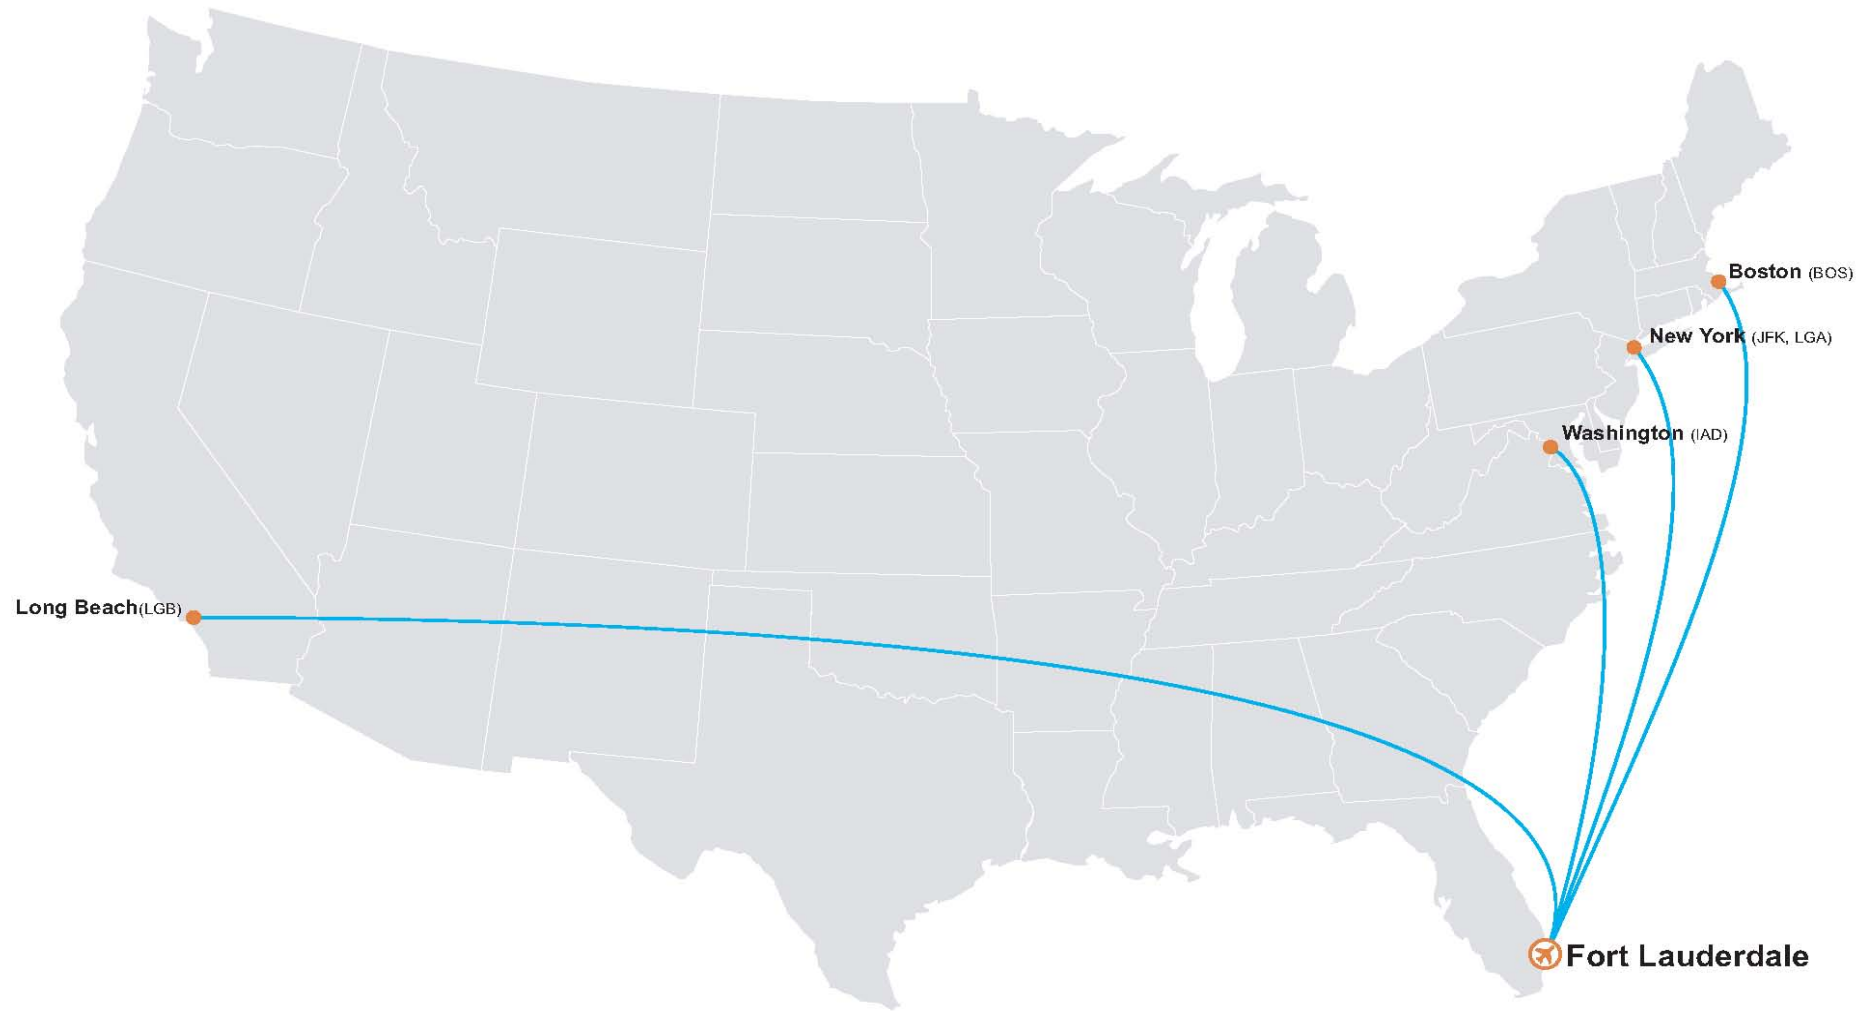 Boston (BOS)
New York (JFK, LGA)
Washington (IAD)
Long Beach(LGB)
Fort Lauderdale